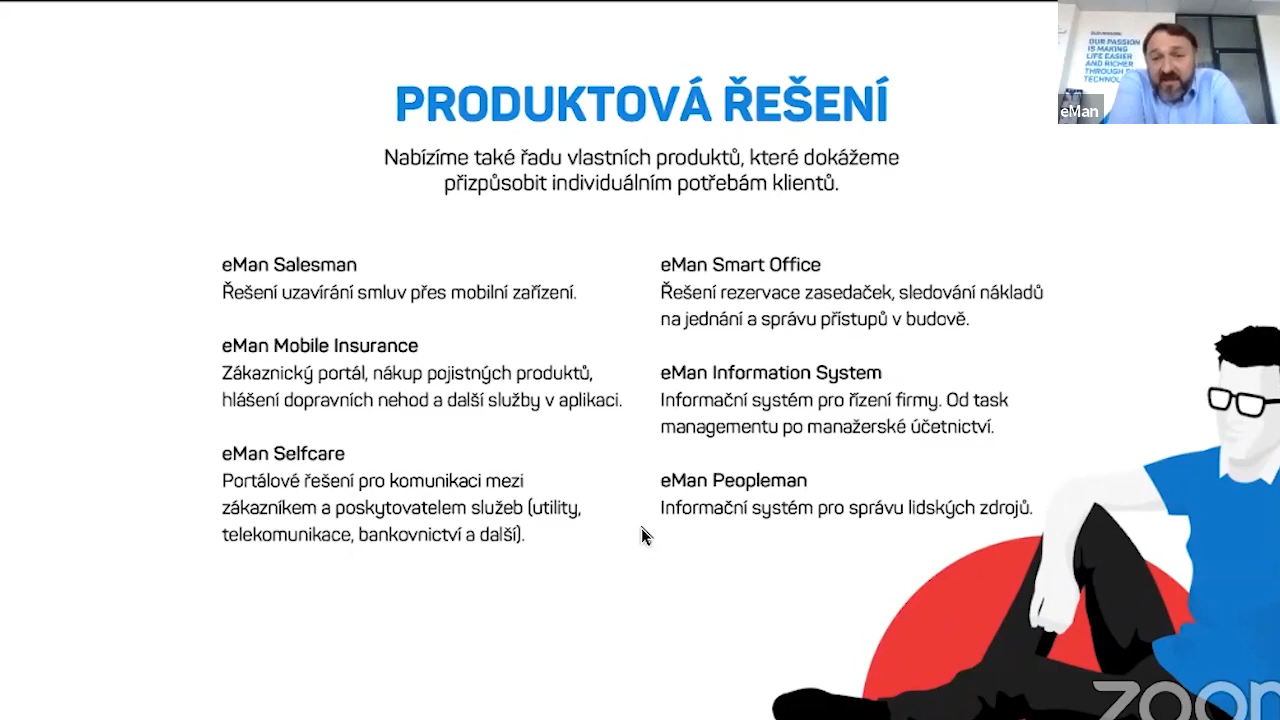 PRODUKTOVÁ ŘEŠENÍ
Nabízíme také řadu vlastních produktů, které dokážeme
přizpůsobit individuálním potřebám klientů.
eMan Salesman
Řešení uzavírání smluv přes mobilní zařízení.
eMan Mobile Insurance
Zákaznický portál, nákup pojistných produktů,
hlášení dopravních nehod a další služby v aplikaci.
eMan Selfcare
Portálové řešení pro komunikaci mezi
zákazníkem a poskytovatelem služeb (utility,
telekomunikace, bankovnictví a další).
eMan Smart Office
Řešení rezervace zasedaček, sledování nákladů
na jednání a správu přístupů v budově.
eMan Information System
Informační systém pro řízení firmy. Od task
managementu po manažerské účetnictví.
eMan Peopleman
Informační systém pro správu lidských zdrojů.
OUR PASSION
IS MAKING
LIFE EASIER
AND RICHER
THROUGH
eMan
zoom